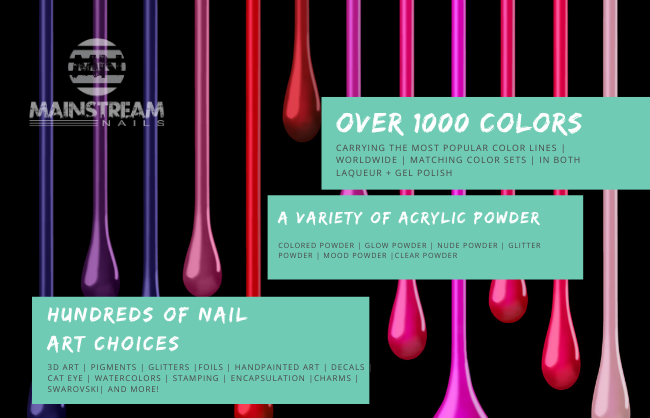 MAINSTREAM
NAILS
OVER 1000 COLORS
CARRYING THE MOST POPULAR COLOR LINES |
WORLDWIDE | MATCHING COLOR SETS | IN BOTH
LAQUEUR + GEL POLISH
A VARIETY OF ACRYLIC POWDER
COLORED POWDER | GLOW POWDER | NUDE POWDER | GLITTER
POWDER | MOOD POWDER |CLEAR POWDER
HUNDREDS OF NAIL
ART CHOICES
3D ART | PIGMENTS | GLITTERS |FOILS | HANDPAINTED ART | DECALS |
CAT EYE | WATERCOLORS | STAMPING | ENCAPSULATION |CHARMS |
SWAROVSKI| AND MORE!